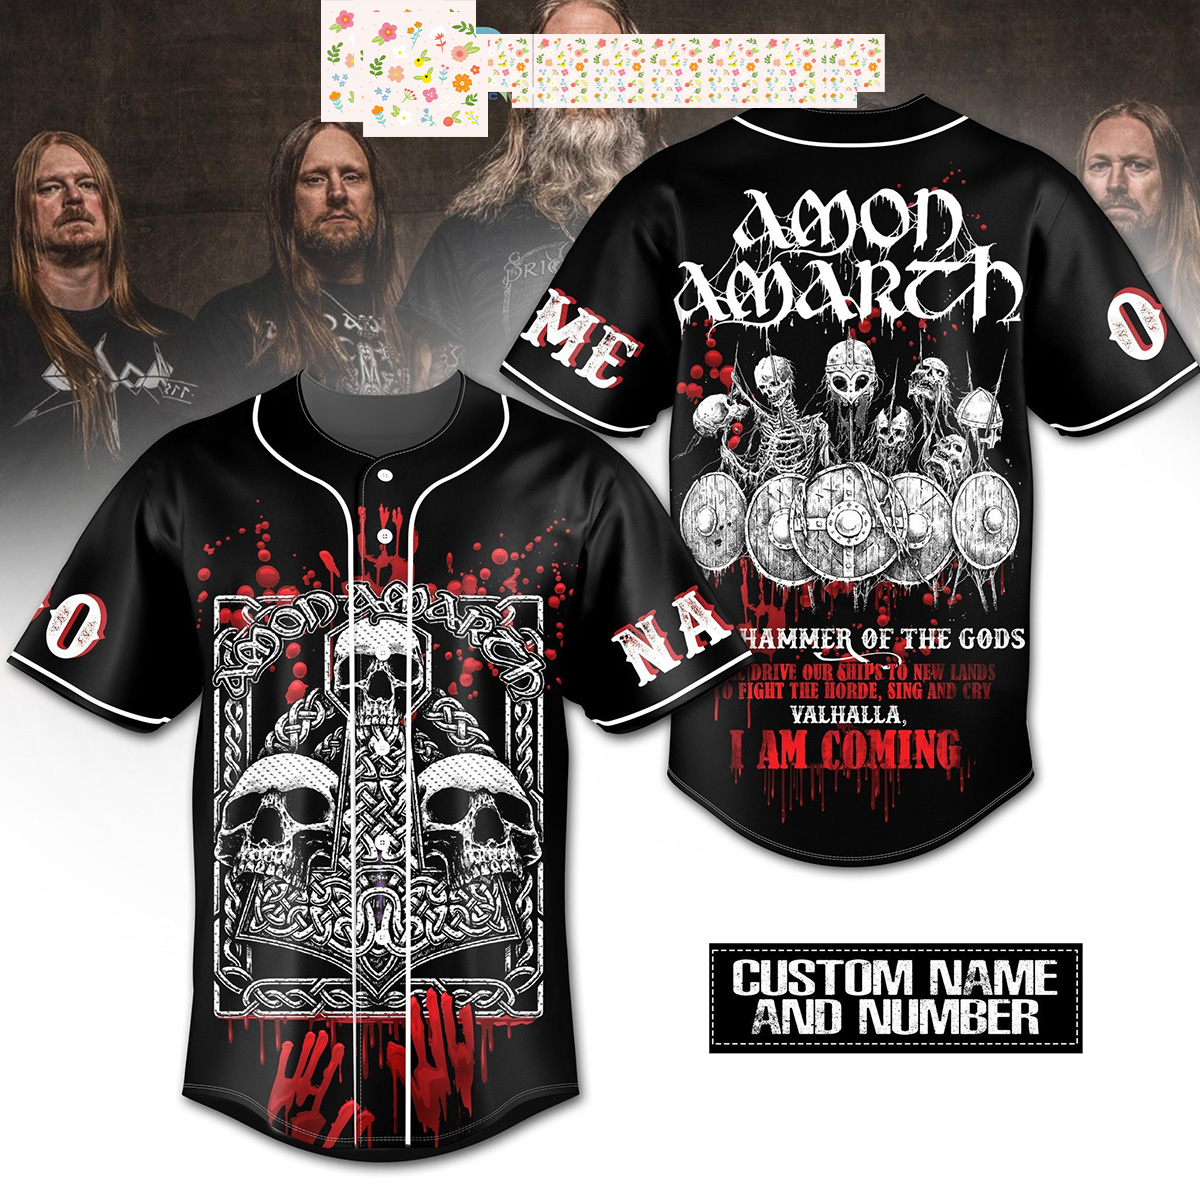 AMON
AMARTH
ME
O
HAMMER OF THE GODS
DRIVE OUR SHIPS TO NEW LANDS
TO FIGHT THE HORDE, SING AND CRY
VALHALLA,
I AM COMING
AMON AMARTH
O
NA
CUSTOM NAME
AND NUMBER